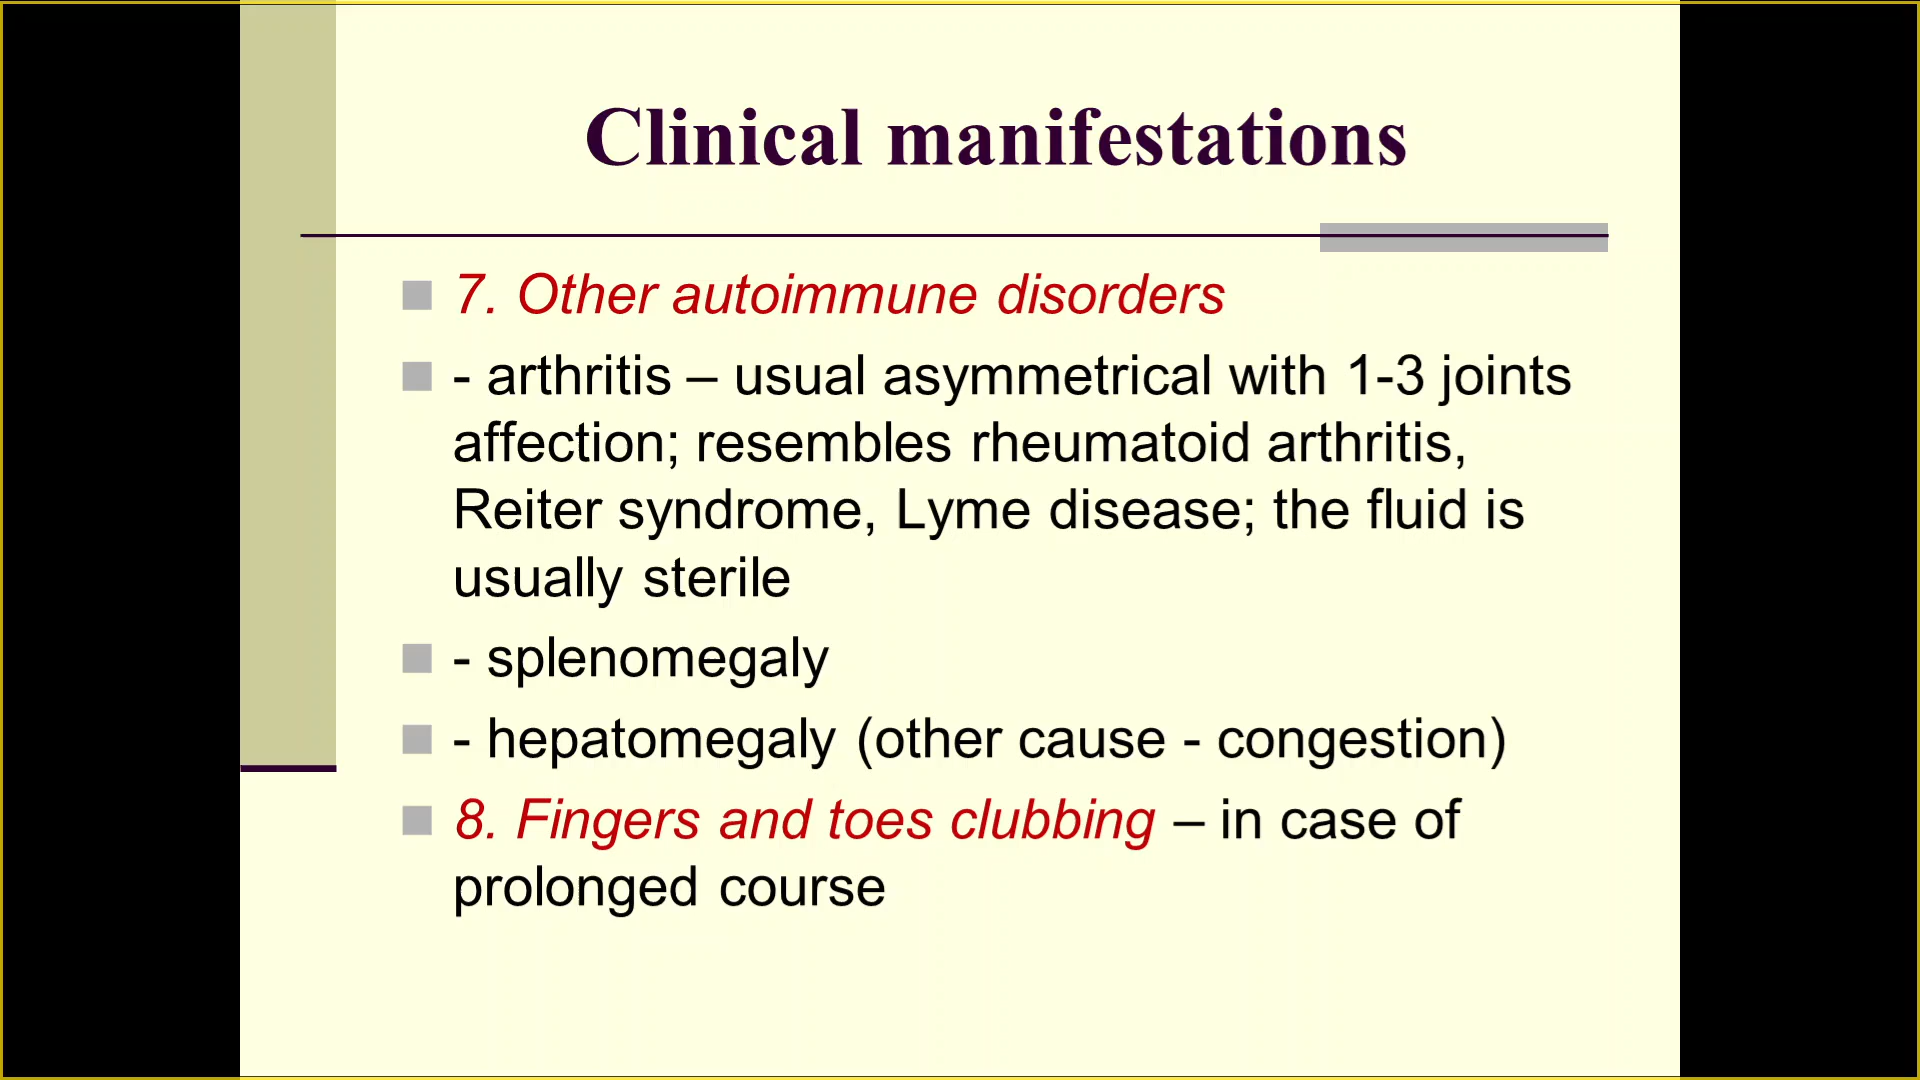 Clinical manifestations
7. Other autoimmune disorders
- arthritis – usual asymmetrical with 1-3 joints
affection; resembles rheumatoid arthritis,
Reiter syndrome, Lyme disease; the fluid is
usually sterile
- splenomegaly
- hepatomegaly (other cause - congestion)
8. Fingers and toes clubbing – in case of
prolonged course